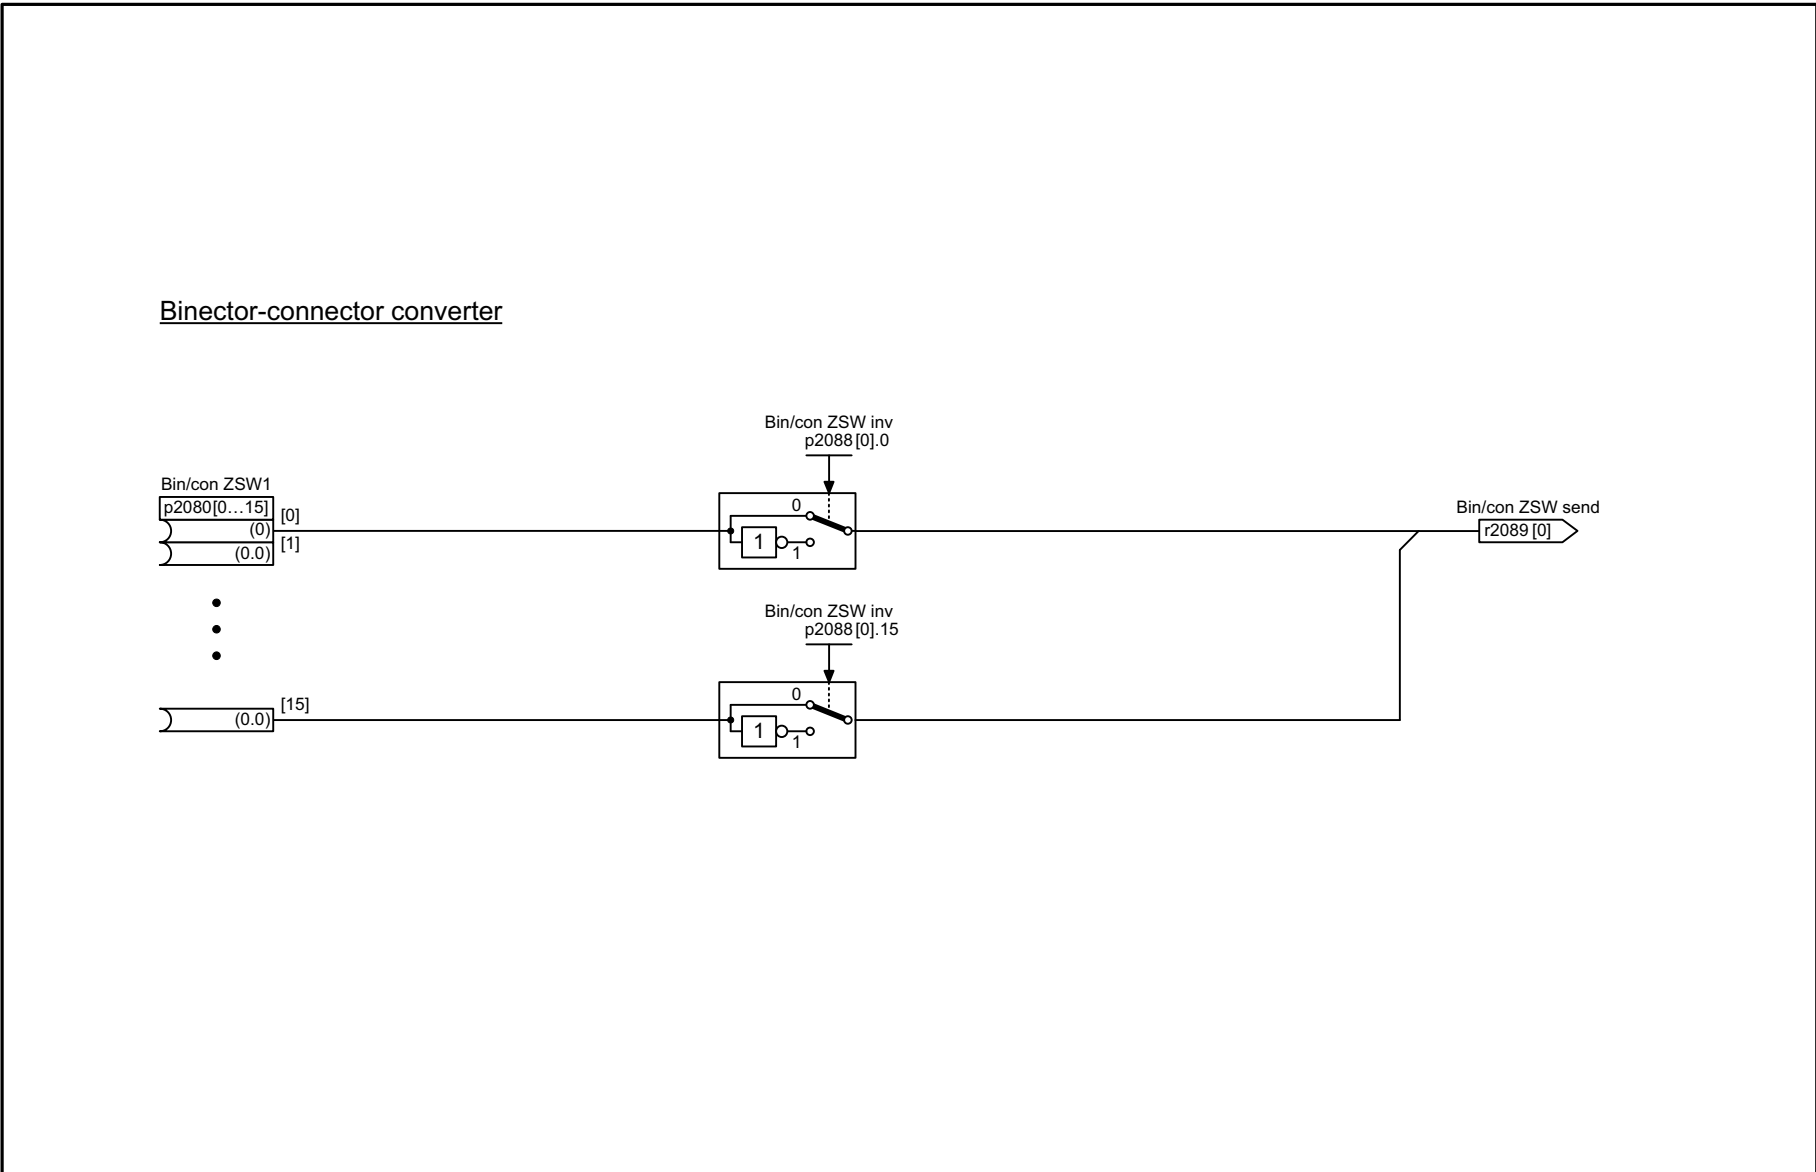 Binector-connector converter
Bin/con ZSW inv
p2088[0].0
Bin/con ZSW1
p2080[0…15]
[0]
(0)
[1]
(0.0)
0
1
1
Bin/con ZSW send
r2089[0]
Bin/con ZSW inv
p2088[0].15
[15]
(0.0)
0
1
1